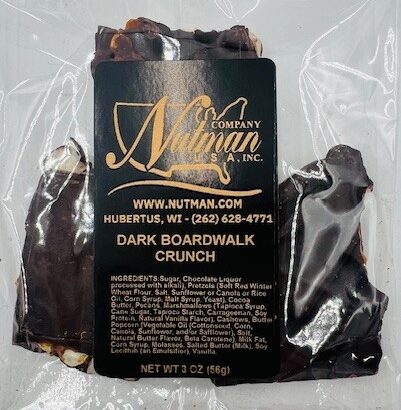 COMPANY
Nutman
U S A, INC.
WWW.NUTMAN.COM
HUBERTUS, WI - (262) 628-4771
DARK BOARDWALK
CRUNCH
INGREDIENTS: Sugar, Chocolate Liquor
processed with alkali), Pretzels (Soft Red Winter
Wheat Flour, Salt, Sunflower or Canola or Rice
Oil, Corn Syrup, Malt Syrup, Yeast), Cocoa
Butter, Pecans, Marshmallows (Tapioca Syrup,
Cane Sugar, Tapioca Starch, Carrageenan, Soy
Protein, Natural Vanilla Flavor), Cashews, Butter
Popcorn (Vegetable Oil (Cottonseed, Corn,
Canola, Sunflower, and/or Safflower), Salt,
Natural Butter Flavor, Beta Carotene), Milk Fat,
Corn Syrup, Molasses, Salted Butter (Milk), Soy
Lecithin (an Emulsifier), Vanilla.
NET WT 3 OZ (56g)